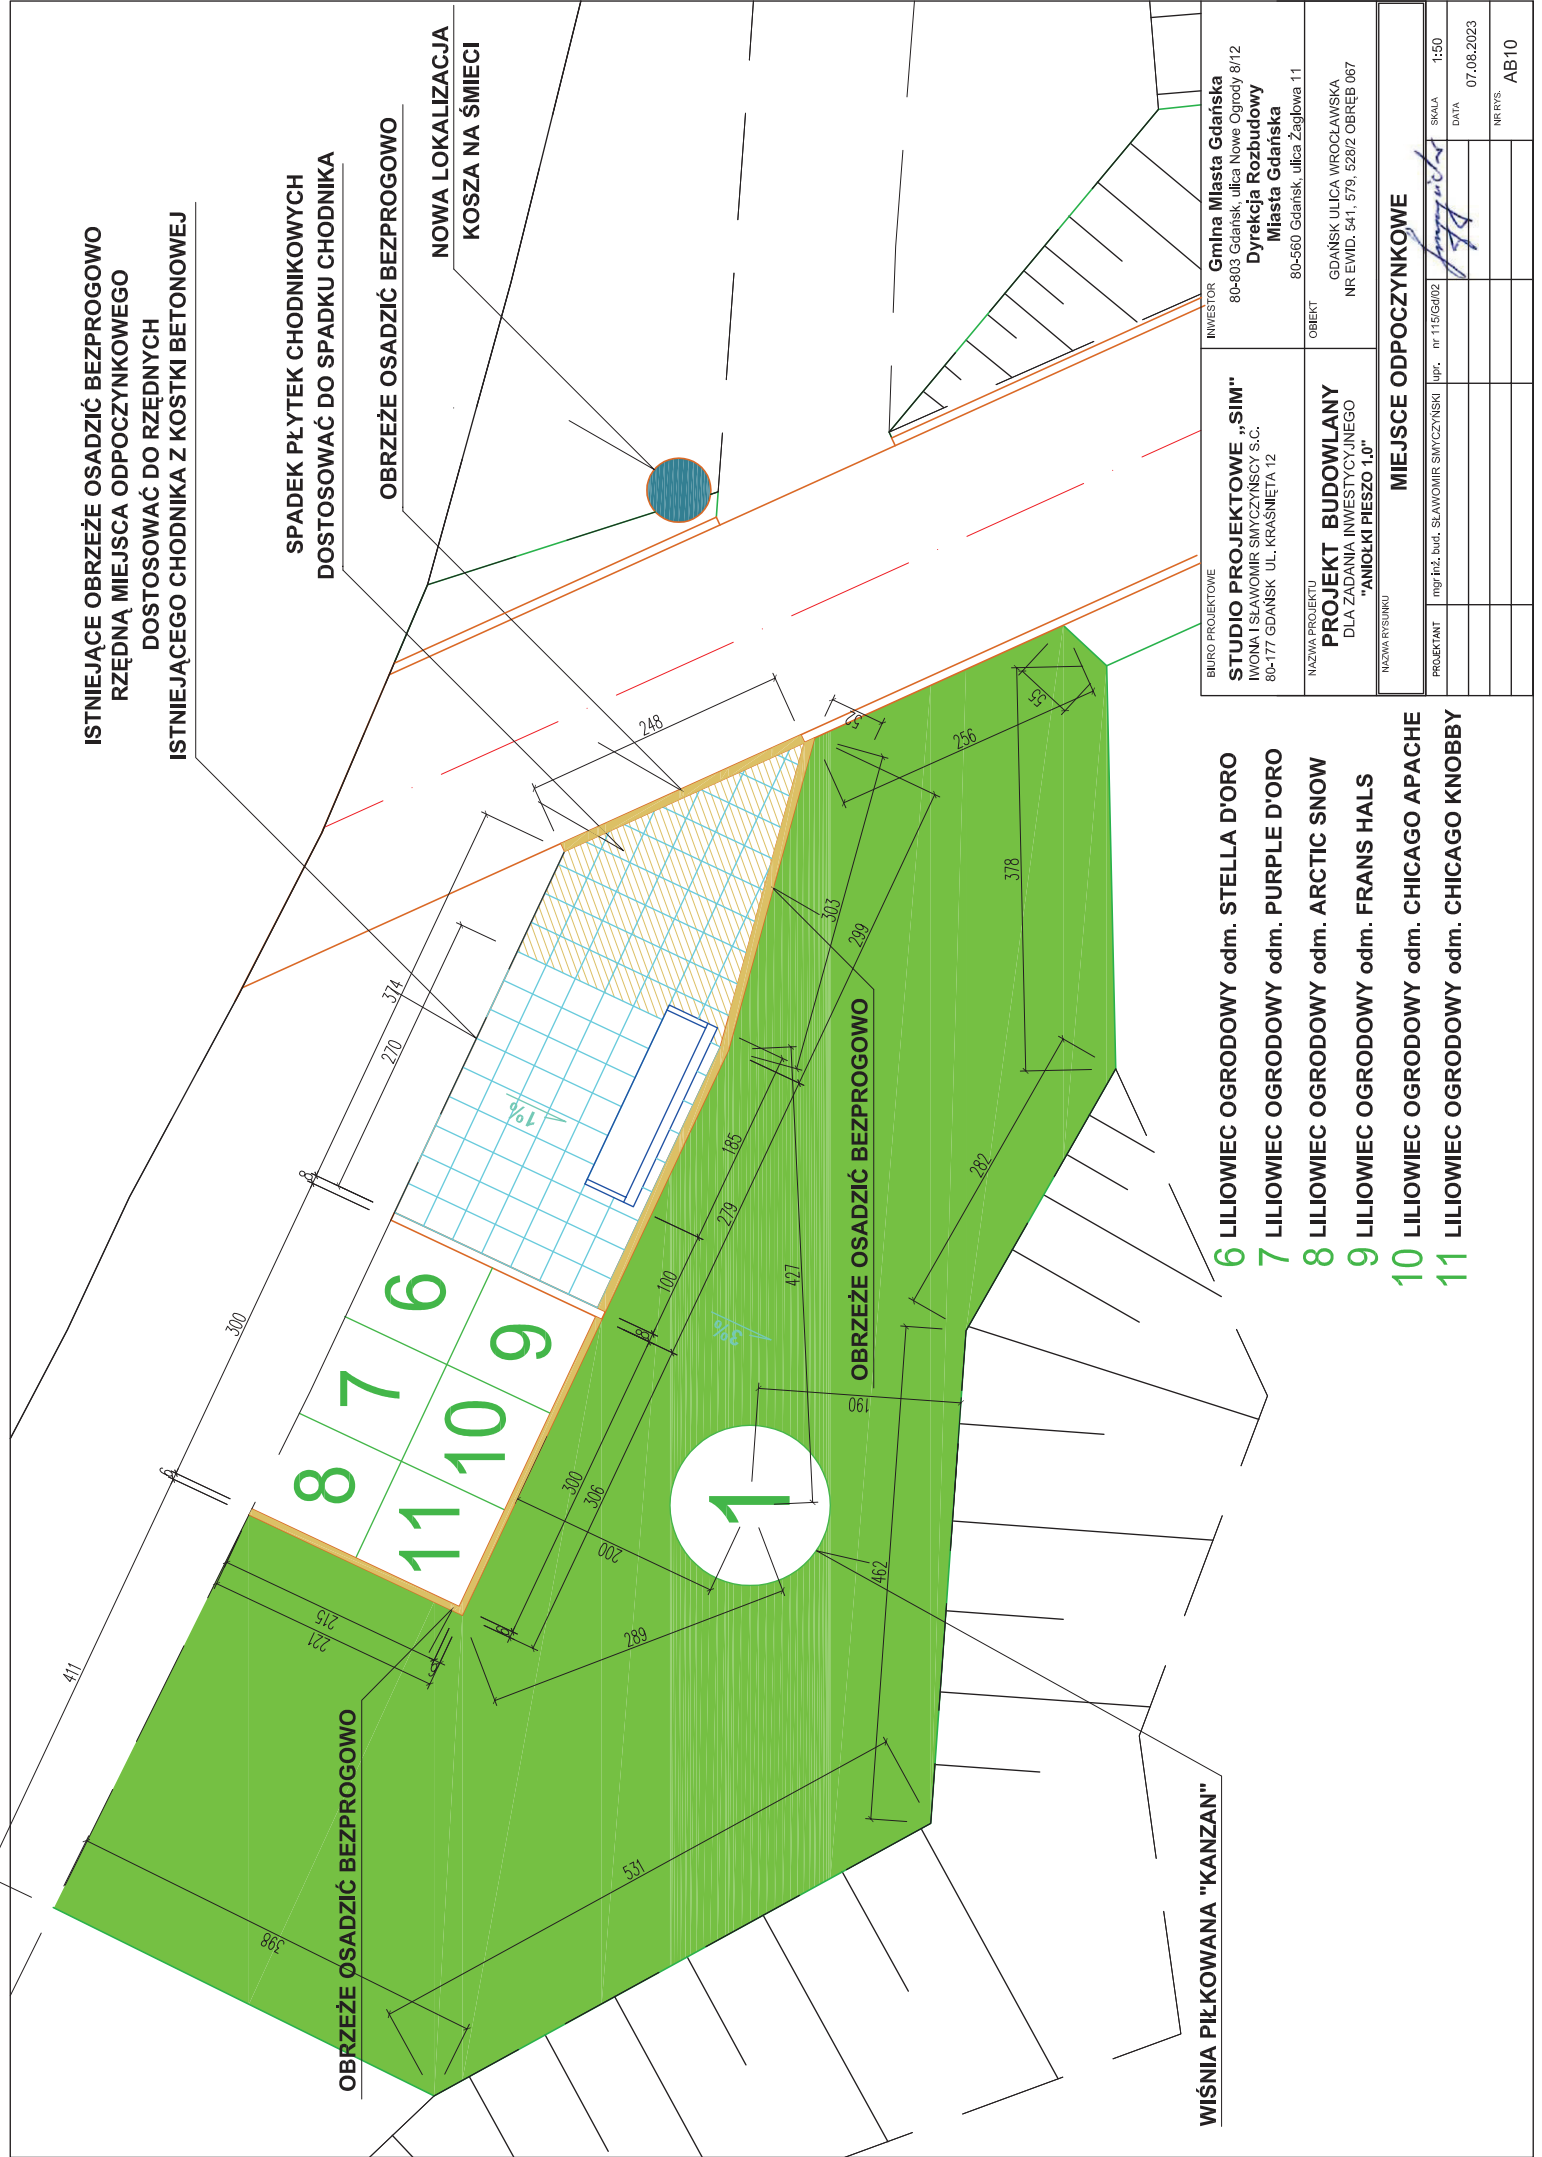 ISTNIEJĄCE OBRZEŻE OSADZIĆ BEZPROGOWO
RZĘDNĄ MIEJSCA ODPOCZYNKOWEGO
DOSTOSOWAĆ DO RZĘDNYCH
ISTNIEJĄCEGO CHODNIKA Z KOSTKI BETONOWEJ
SPADEK PŁYTEK CHODNIKOWYCH
DOSTOSOWAĆ DO SPADKU CHODNIKA
OBRZEŻE OSADZIĆ BEZPROGOWO
NOWA LOKALIZACJA
KOSZA NA ŚMIECI
411
6
300
8
374
270
248
52
256
55
378
303
299
1%
185
279
427
100
8
3%
282
190
300
306
200
289
462
8
215
221
6
531
398
8
7
6
11
10
9
1
OBRZEŻE OSADZIĆ BEZPROGOWO
OBRZEŻE OSADZIĆ BEZPROGOWO
WIŚNIA PIŁKOWANA "KANZAN"
6 LILIOWIEC OGRODOWY odm. STELLA D'ORO
7 LILIOWIEC OGRODOWY odm. PURPLE D'ORO
8 LILIOWIEC OGRODOWY odm. ARCTIC SNOW
9 LILIOWIEC OGRODOWY odm. FRANS HALS
10 LILIOWIEC OGRODOWY odm. CHICAGO APACHE
11 LILIOWIEC OGRODOWY odm. CHICAGO KNOBBY
BIURO PROJEKTOWE
STUDIO PROJEKTOWE „SIM"
IWONA I SŁAWOMIR SMYCZYŃSCY S.C.
80-177 GDAŃSK UL. KRAŚNIĘTA 12
INWESTOR
Gmina Miasta Gdańska
80-803 Gdańsk, ulica Nowe Ogrody 8/12
Dyrekcja Rozbudowy
Miasta Gdańska
80-560 Gdańsk, ulica Żaglowa 11
NAZWA PROJEKTU
PROJEKT BUDOWLANY
DLA ZADANIA INWESTYCYJNEGO
"ANIOŁKI PIESZO 1.0"
OBIEKT
GDAŃSK ULICA WROCŁAWSKA
NR EWID. 541, 579, 528/2 OBRĘB 067
NAZWA RYSUNKU
MIEJSCE ODPOCZYNKOWE
PROJEKTANT
mgr inż. bud. SŁAWOMIR SMYCZYŃSKI
upr. nr 115/Gd/02
SKALA 1:50
DATA
07.08.2023
NR RYS.
AB10